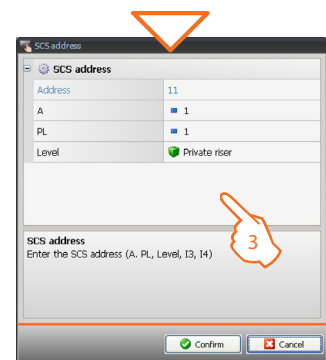 SCS address
SCS address
Address 11
A 1
PL 1
Level Private riser
3
SCS address
Enter the SCS address (A. PL, Level, I3, I4)
Confirm Cancel